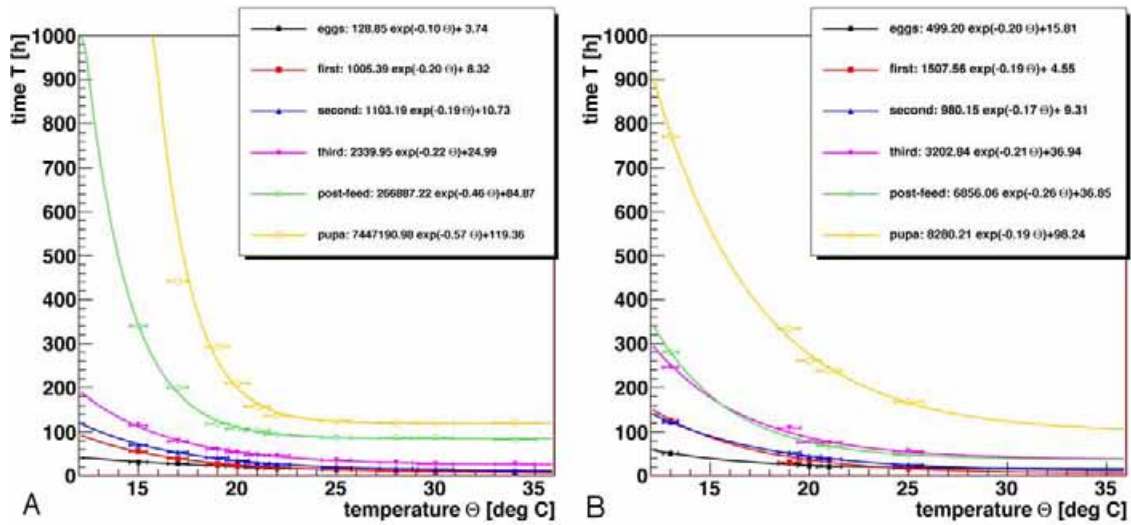 time T [h]
1000
900
800
700
600
500
400
300
200
100
0
eggs: 128.85 exp(-0.10 Θ)+ 3.74
first: 1005.39 exp(-0.20 Θ)+ 8.32
second: 1103.19 exp(-0.19 Θ)+10.73
third: 2339.95 exp(-0.22 Θ)+24.99
post-feed: 266887.22 exp(-0.46 Θ)+84.87
pupa: 7447190.98 exp(-0.57 Θ)+119.36
15 20 25 30 35
temperature Θ [deg C]
A
time T [h]
1000
900
800
700
600
500
400
300
200
100
0
eggs: 499.20 exp(-0.20 Θ)+15.81
first: 1507.56 exp(-0.19 Θ)+ 4.55
second: 980.15 exp(-0.17 Θ)+ 9.31
third: 3202.84 exp(-0.21 Θ)+36.94
post-feed: 6856.06 exp(-0.26 Θ)+36.85
pupa: 8280.21 exp(-0.19 Θ)+98.24
15 20 25 30 35
temperature Θ [deg C]
B